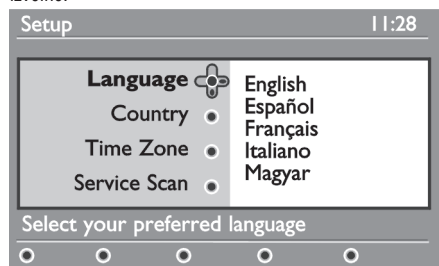 Setup 11:28
Language
Country
Time Zone
Service Scan
English
Español
Français
Italiano
Magyar
Select your preferred language